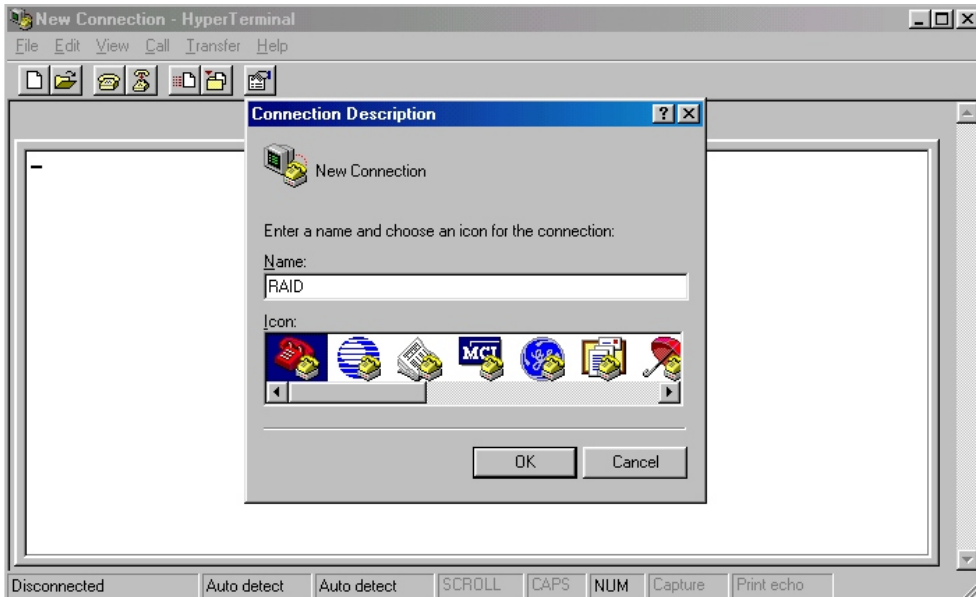 New Connection - HyperTerminal
File Edit View Call Transfer Help
Connection Description
New Connection
Enter a name and choose an icon for the connection:
Name:
RAID
Icon:
MCI
OK Cancel
Disconnected Auto detect Auto detect SCROLL CAPS NUM Capture Print echo